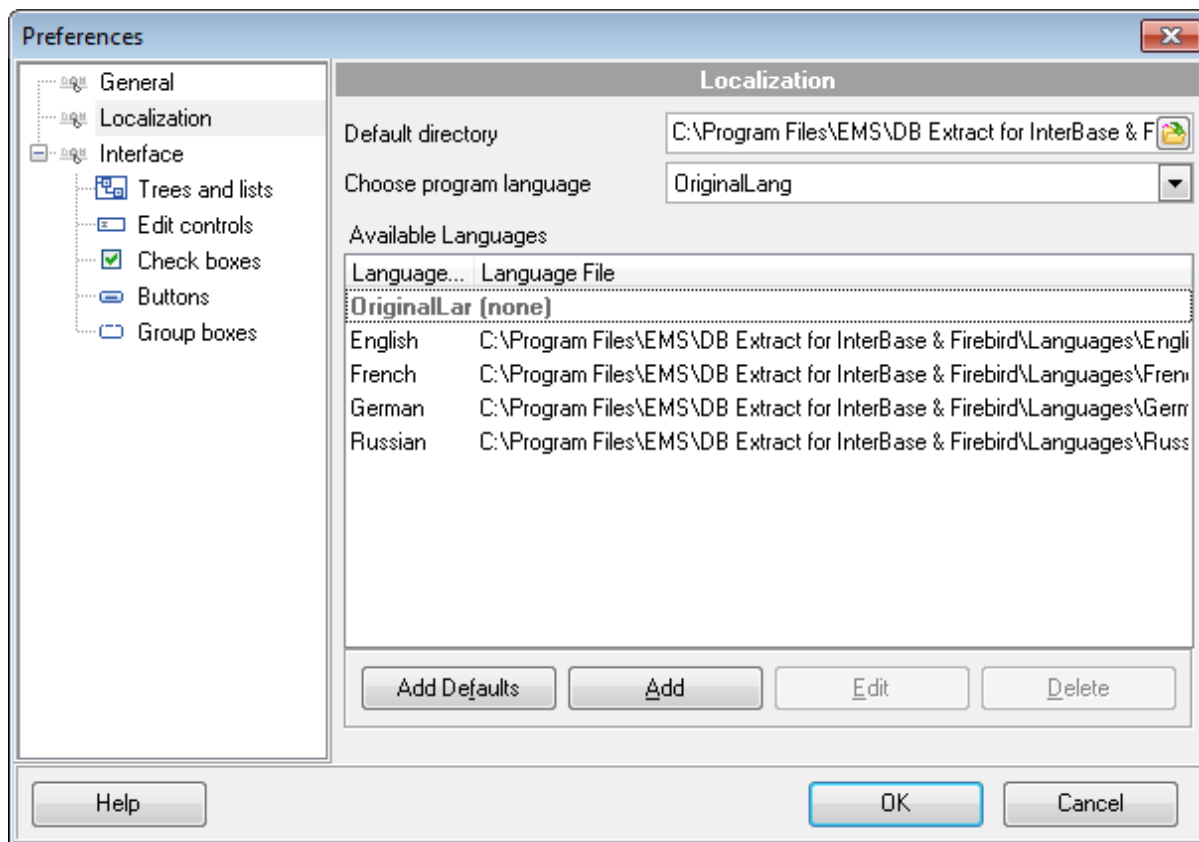 Preferences
General
Localization
Interface
Trees and lists
Edit controls
Check boxes
Buttons
Group boxes
Localization
Default directory
C:\Program Files\EMS\DB Extract for InterBase & F
Choose program language
OriginalLang
Available Languages
Language... Language File
OriginalLar (none)
English C:\Program Files\EMS\DB Extract for InterBase & Firebird\Languages\Engli
French C:\Program Files\EMS\DB Extract for InterBase & Firebird\Languages\Fren
German C:\Program Files\EMS\DB Extract for InterBase & Firebird\Languages\Germ
Russian C:\Program Files\EMS\DB Extract for InterBase & Firebird\Languages\Russ
Add Defaults Add Edit Delete
Help OK Cancel